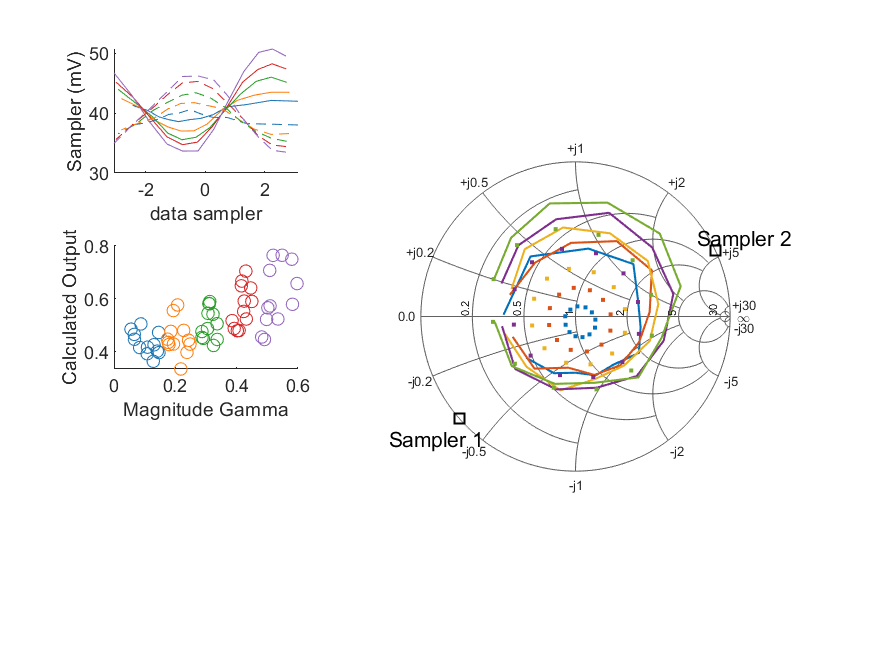 50
40
30
Sampler (mV)
-2
0
2
data sampler
0.8
0.6
0.4
Calculated Output
0
0.2
0.4
0.6
Magnitude Gamma
+j1
+j0.5
+j2
+j0.2
Sampler 2
+j5
0.0
0.2
0.5
1
2
5
30
+j30
∞
-j30
-j0.2
-j5
Sampler 1
-j0.5
-j2
-j1